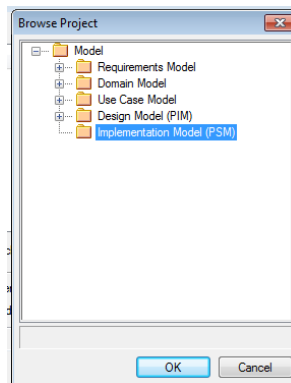 Browse Project
Model
Requirements Model
Domain Model
Use Case Model
Design Model (PIM)
Implementation Model (PSM)
OK
Cancel